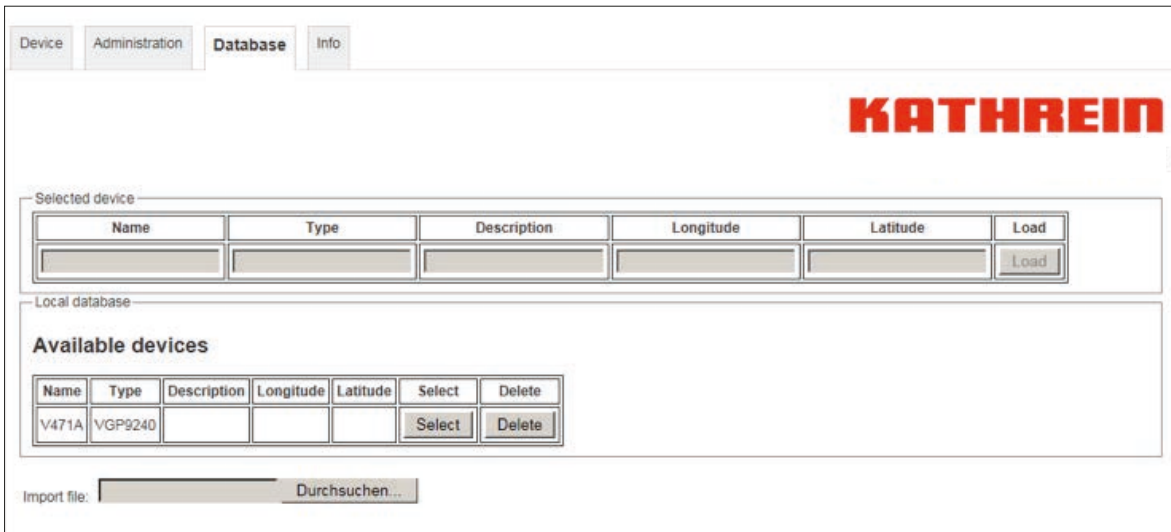 Device Administration Database Info
KATHREIN
Selected device
Name Type Description Longitude Latitude Load
Load
Local database
Available devices
Name Type Description Longitude Latitude Select Delete
V471A VGP9240 Select Delete
Import file: Durchsuchen...